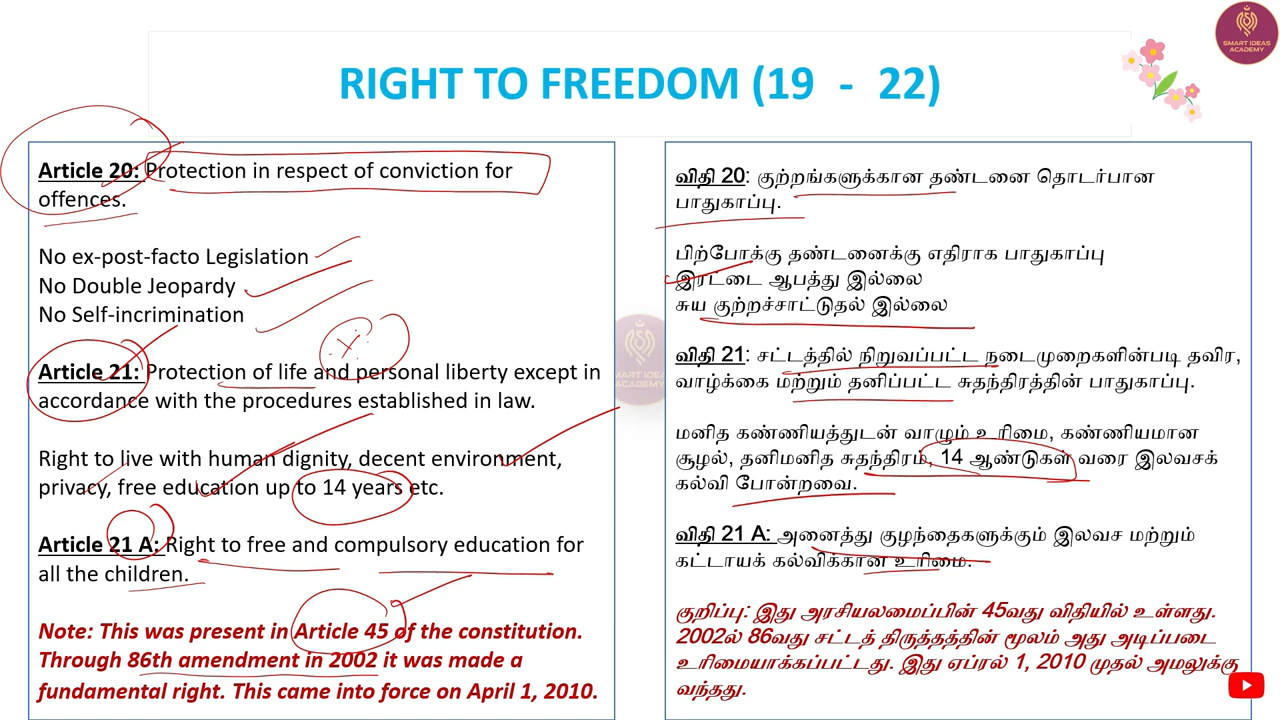 SMART IDEAS
ACADEMY
RIGHT TO FREEDOM (19 - 22)
Article 20: Protection in respect of conviction for
offences.
No ex-post-facto Legislation
No Double Jeopardy
No Self-incrimination
Article 21: Protection of life and personal liberty except in
accordance with the procedures established in law.
Right to live with human dignity, decent environment,
privacy, free education up to 14 years etc.
Article 21 A: Right to free and compulsory education for
all the children.
Note: This was present in Article 45 of the constitution.
Through 86th amendment in 2002 it was made a
fundamental right. This came into force on April 1, 2010.
விதி 20: குற்றங்களுக்கான தண்டனை தொடர்பான
பாதுகாப்பு.
பிற்போக்கு தண்டனைக்கு எதிராக பாதுகாப்பு
இரட்டை ஆபத்து இல்லை
சுய குற்றச்சாட்டுதல் இல்லை
விதி 21: சட்டத்தில் நிறுவப்பட்ட நடைமுறைகளின்படி தவிர,
வாழ்க்கை மற்றும் தனிப்பட்ட சுதந்திரத்தின் பாதுகாப்பு.
மனித கண்ணியத்துடன் வாழும் உரிமை, கண்ணியமான
சூழல், தனிமனித சுதந்திரம், 14 ஆண்டுகள் வரை இலவசக்
கல்வி போன்றவை.
விதி 21 A: அனைத்து குழந்தைகளுக்கும் இலவச மற்றும்
கட்டாயக் கல்விக்கான உரிமை.
குறிப்பு: இது அரசியலமைப்பின் 45வது விதியில் உள்ளது.
2002ல் 86வது சட்டத் திருத்தத்தின் மூலம் அது அடிப்படை
உரிமையாக்கப்பட்டது. இது ஏப்ரல் 1, 2010 முதல் அமலுக்கு
வந்தது.